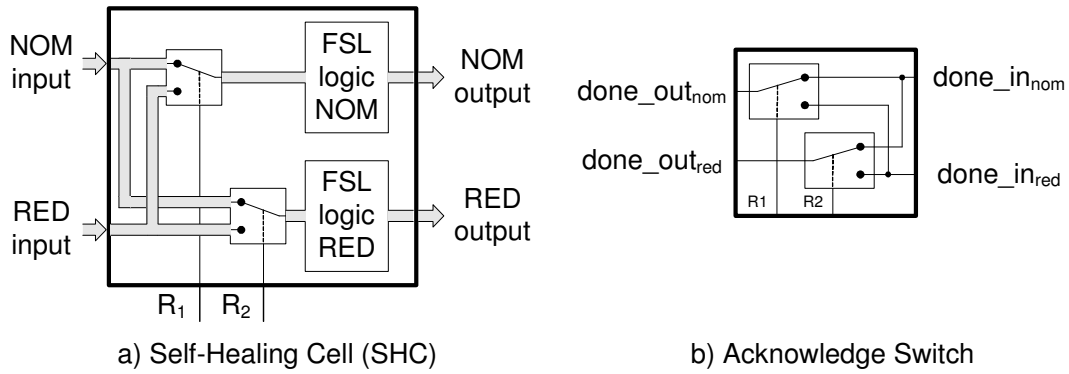 NOM
input
FSL
logic
NOM
NOM
output
RED
input
FSL
logic
RED
RED
output
R1
R2
a) Self-Healing Cell (SHC)
done_outnom
done_innom
done_outred
done_inred
R1
R2
b) Acknowledge Switch